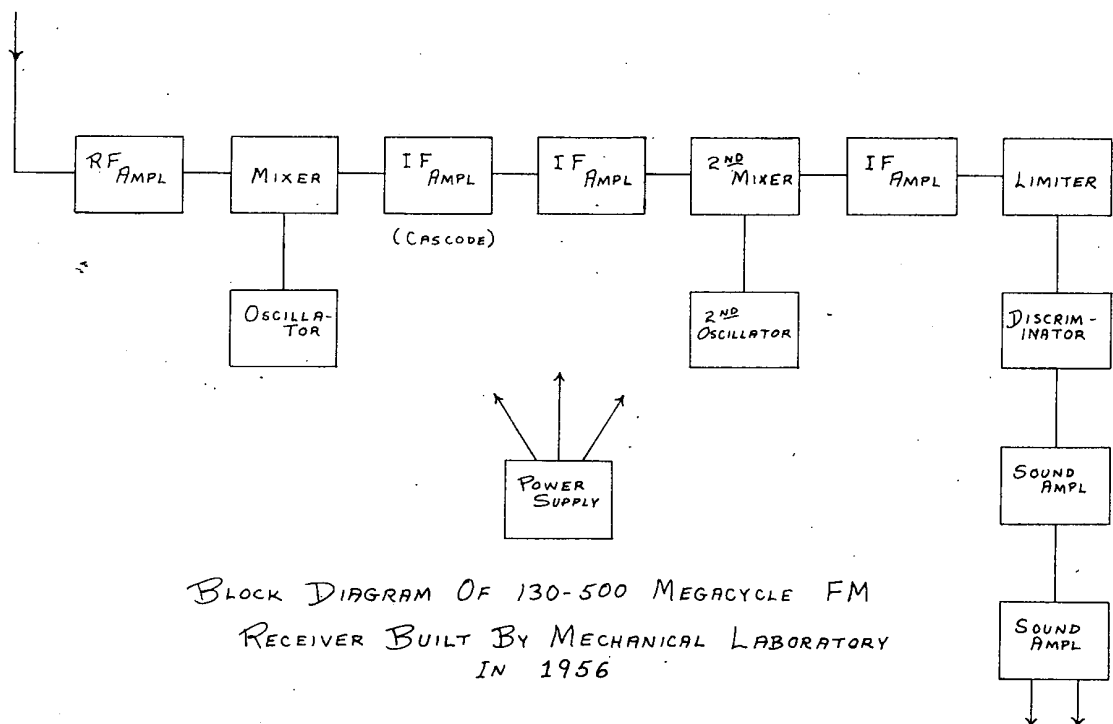 RF
AMPL
MIXER
IF
AMPL
(CASCODE)
IF
AMPL
2ND
MIXER
IF
AMPL
LIMITER
OSCILLA-
TOR
2ND
OSCILLATOR
DISCRIM-
INATOR
POWER
SUPPLY
SOUND
AMPL
SOUND
AMPL
BLOCK DIAGRAM OF 130-500 MEGACYCLE FM
RECEIVER BUILT BY MECHANICAL LABORATORY
IN 1956